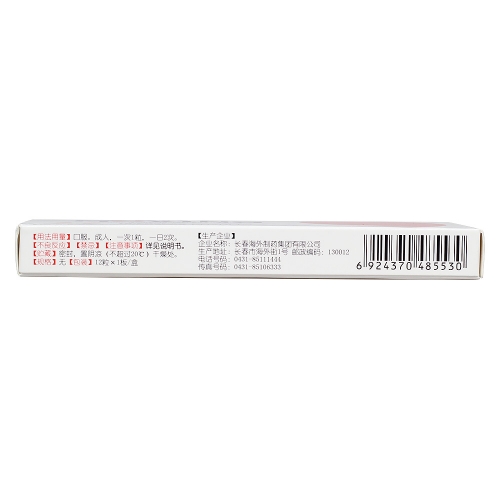 【用法用量】口服。成人，一次1粒，一日2次。
【不良反应】【禁忌】【注意事项】详见说明书。
【贮藏】密封，置阴凉（不超过20℃）干燥处。
【规格】无【包装】12粒×1板/盒
【生产企业】
企业名称：长春海外制药集团有限公司
生产地址：长春市海外街1号 邮政编码：130012
电话号码：0431-85111444
传真号码：0431-85106333
6 924370 485530